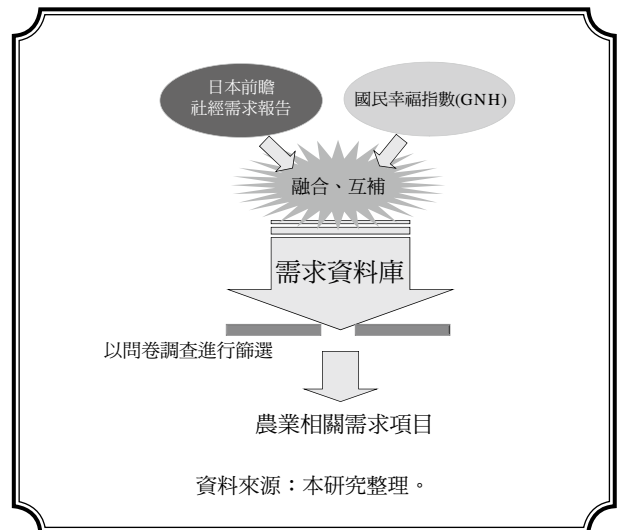 日本前瞻
社經需求報告
國民幸福指數(GNH)
融合、互補
需求資料庫
以問卷調查進行篩選
農業相關需求項目
資料來源：本研究整理。